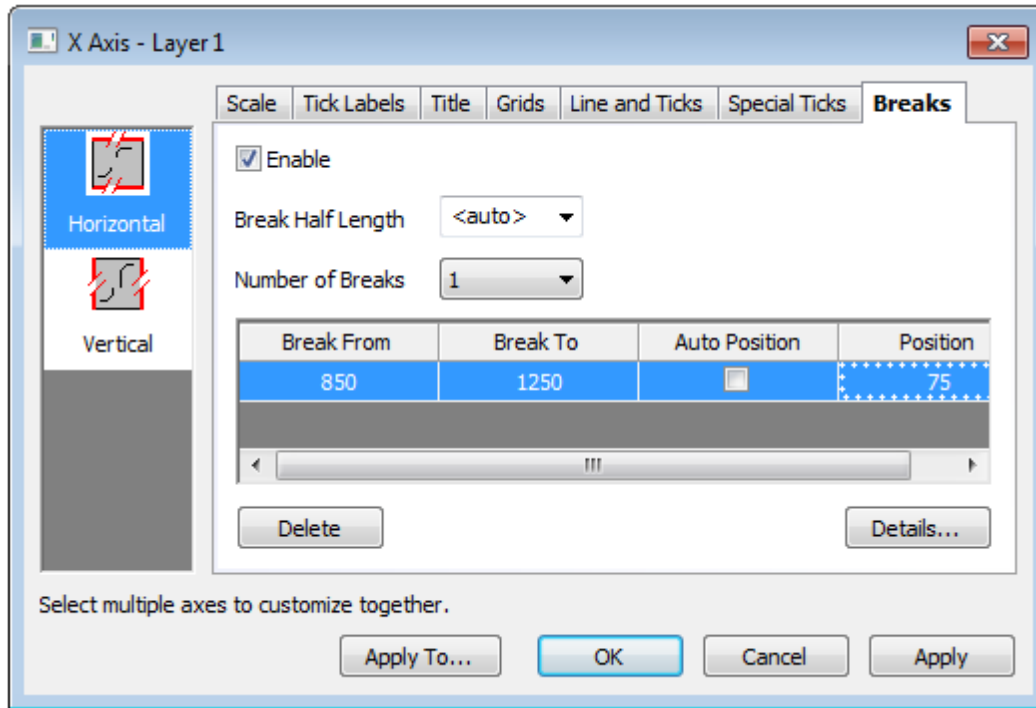 X Axis - Layer 1
Scale Tick Labels Title Grids Line and Ticks Special Ticks Breaks
Horizontal
Vertical
Enable
Break Half Length <auto>
Number of Breaks 1
Break From Break To Auto Position Position
850 1250 75
Delete Details...
Select multiple axes to customize together.
Apply To... OK Cancel Apply